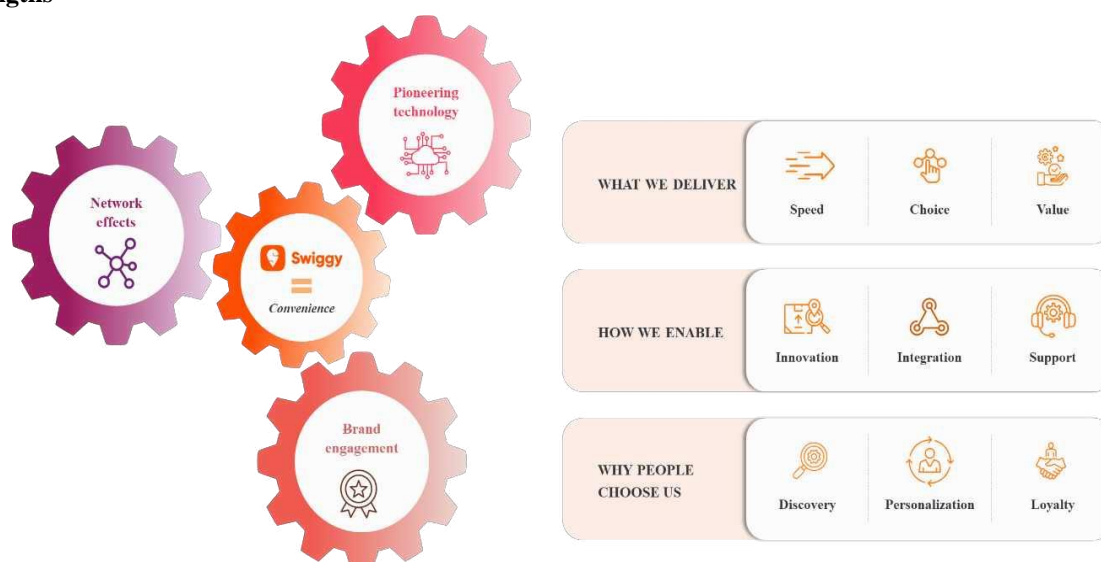 Pioneering
technology
Network
effects
Swiggy
=
Convenience
Brand
engagement
WHAT WE DELIVER
Speed
Choice
Value
HOW WE ENABLE
Innovation
Integration
Support
WHY PEOPLE
CHOOSE US
Discovery
Personalization
Loyalty